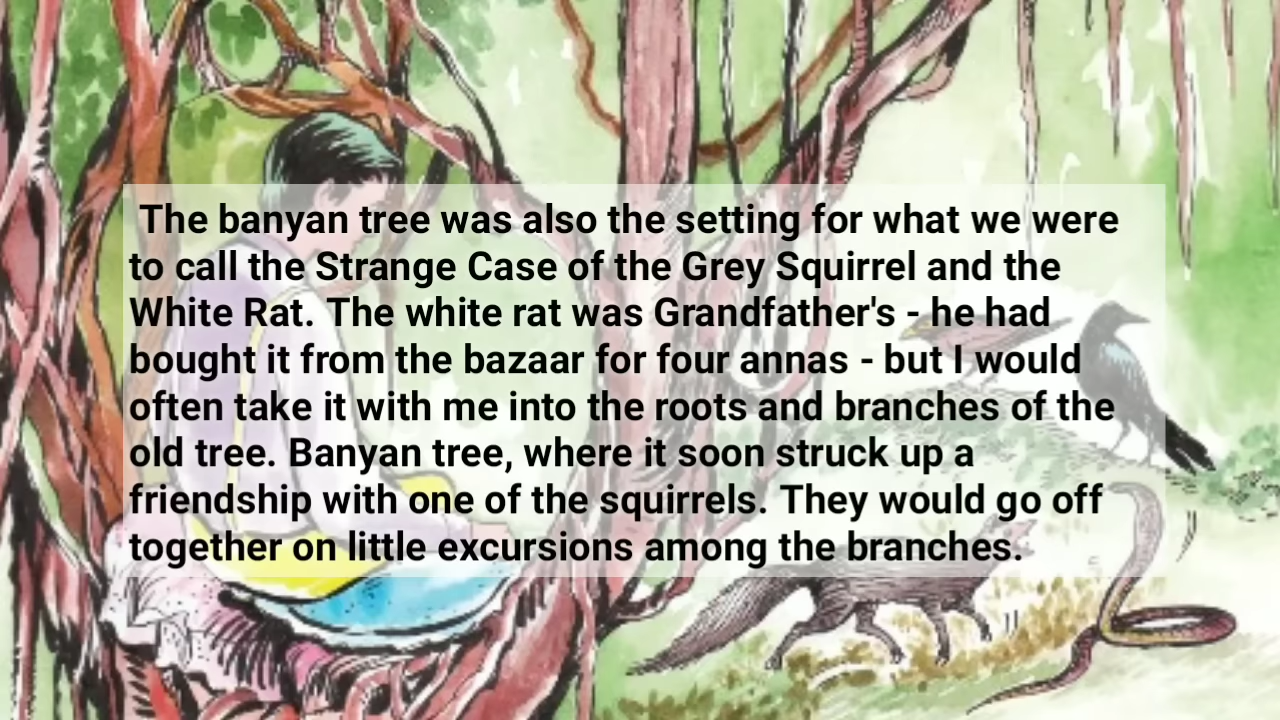 The banyan tree was also the setting for what we were
to call the Strange Case of the Grey Squirrel and the
White Rat. The white rat was Grandfather's - he had
bought it from the bazaar for four annas - but I would
often take it with me into the roots and branches of the
old tree. Banyan tree, where it soon struck up a
friendship with one of the squirrels. They would go off
together on little excursions among the branches.